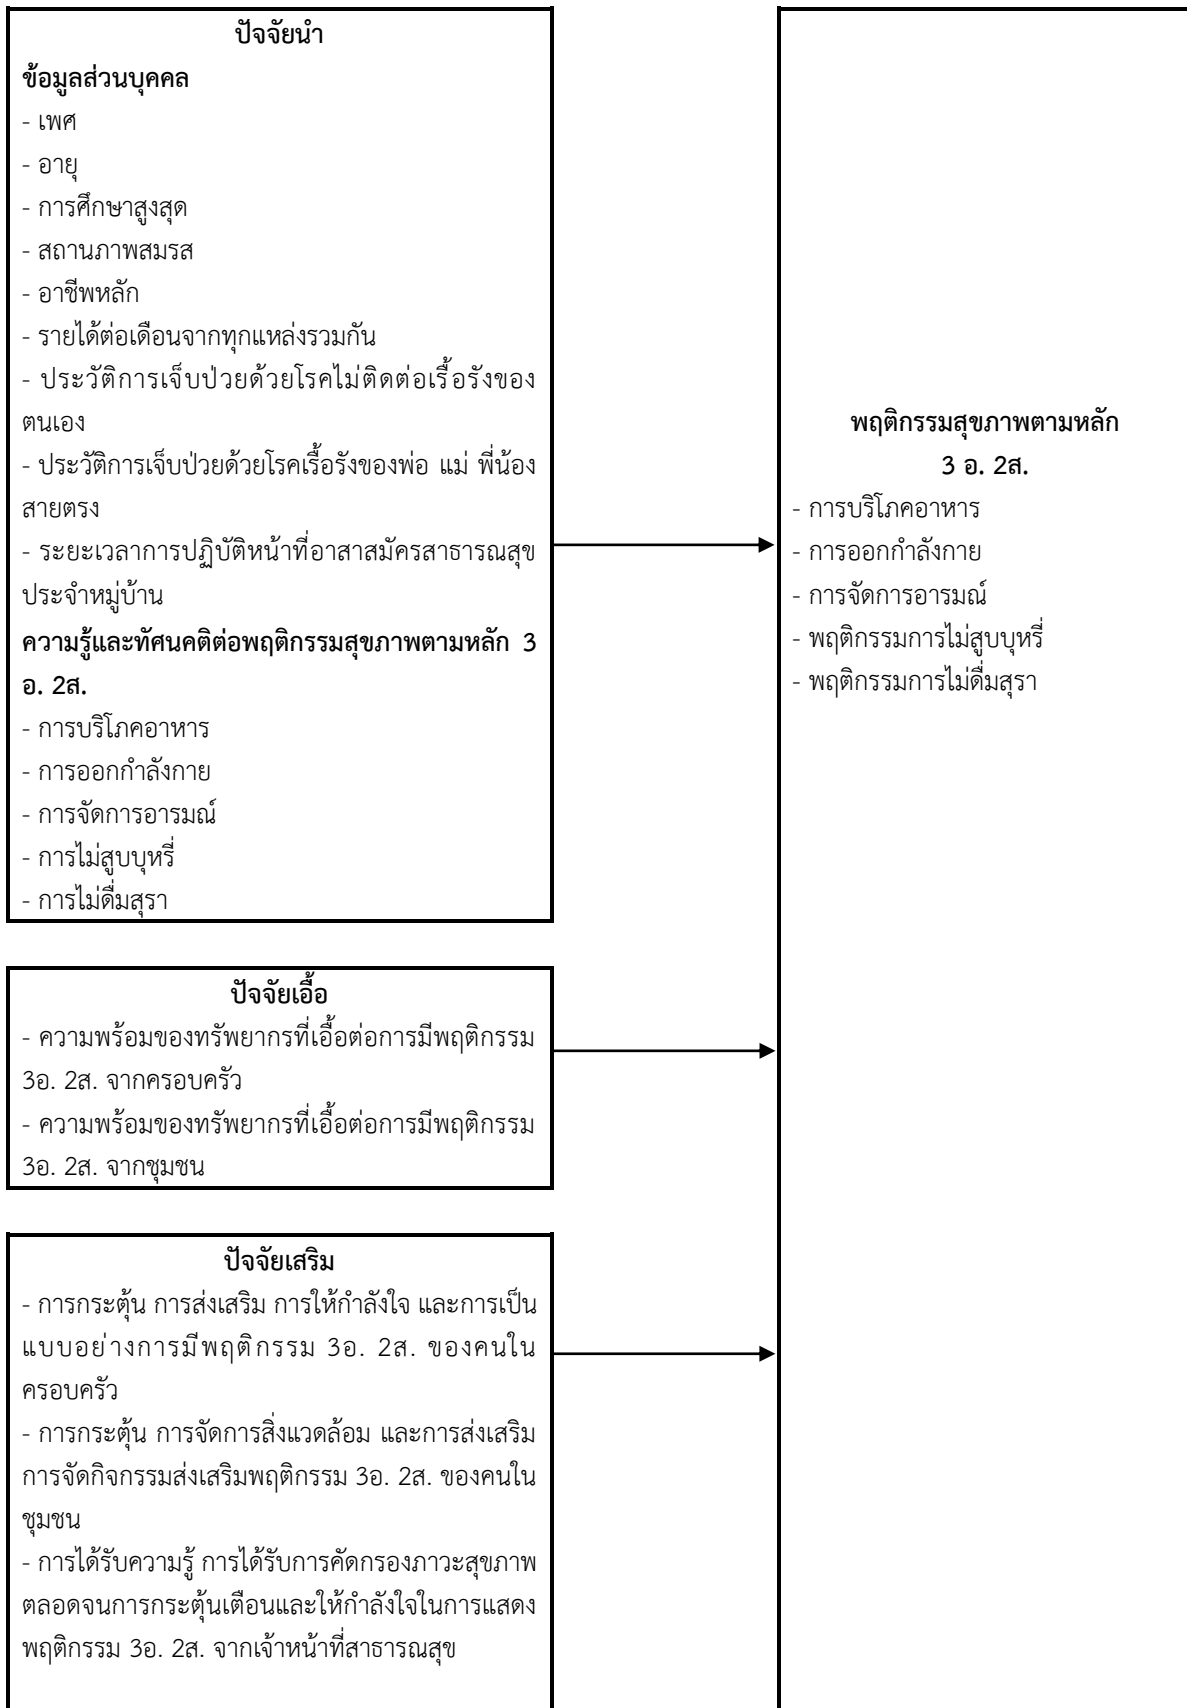 ปัจจัยนำ
ข้อมูลส่วนบุคคล
- เพศ
- อายุ
- การศึกษาสูงสุด
- สถานภาพสมรส
- อาชีพหลัก
- รายได้ต่อเดือนจากทุกแหล่งรวมกัน
- ประวัติการเจ็บป่วยด้วยโรคไม่ติดต่อเรื้อรังของ
ตนเอง
- ประวัติการเจ็บป่วยด้วยโรคเรื้อรังของพ่อ แม่ พี่น้อง
สายตรง
- ระยะเวลาการปฏิบัติหน้าที่อาสาสมัครสาธารณสุข
ประจำหมู่บ้าน
ความรู้และทัศนคติต่อพฤติกรรมสุขภาพตามหลัก 3
อ. 2ส.
- การบริโภคอาหาร
- การออกกำลังกาย
- การจัดการอารมณ์
- การไม่สูบบุหรี่
- การไม่ดื่มสุรา
ปัจจัยเอื้อ
- ความพร้อมของทรัพยากรที่เอื้อต่อการมีพฤติกรรม
3อ. 2ส. จากครอบครัว
- ความพร้อมของทรัพยากรที่เอื้อต่อการมีพฤติกรรม
3อ. 2ส. จากชุมชน
ปัจจัยเสริม
- การกระตุ้น การส่งเสริม การให้กำลังใจ และการเป็น
แบบอย่างการมีพฤติกรรม 3อ. 2ส. ของคนใน
ครอบครัว
- การกระตุ้น การจัดการสิ่งแวดล้อม และการส่งเสริม
การจัดกิจกรรมส่งเสริมพฤติกรรม 3อ. 2ส. ของคนใน
ชุมชน
- การได้รับความรู้ การได้รับการคัดกรองภาวะสุขภาพ
ตลอดจนการกระตุ้นเตือนและให้กำลังใจในการแสดง
พฤติกรรม 3อ. 2ส. จากเจ้าหน้าที่สาธารณสุข
พฤติกรรมสุขภาพตามหลัก
3 อ. 2ส.
- การบริโภคอาหาร
- การออกกำลังกาย
- การจัดการอารมณ์
- พฤติกรรมการไม่สูบบุหรี่
- พฤติกรรมการไม่ดื่มสุรา